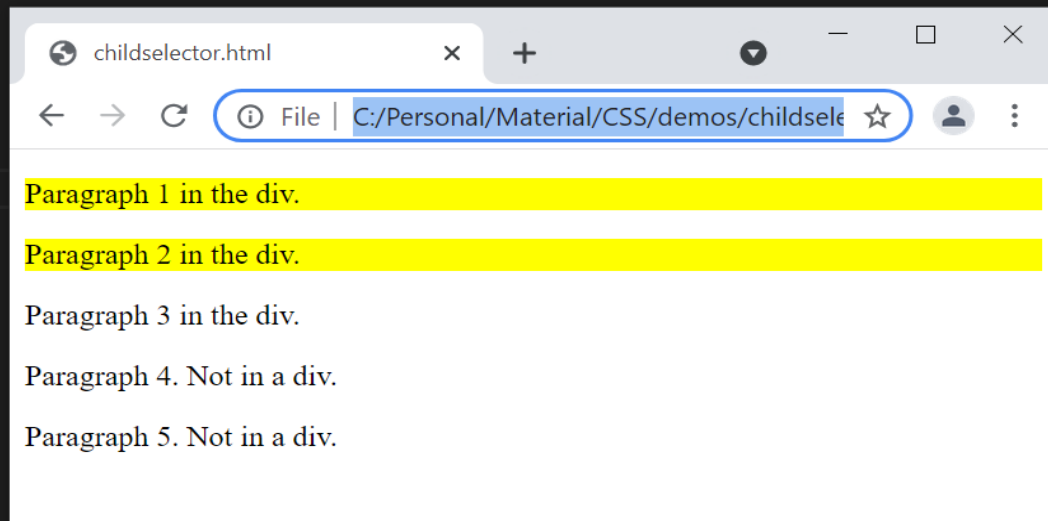 childselector.html
File C:/Personal/Material/CSS/demos/childsele
Paragraph 1 in the div.
Paragraph 2 in the div.
Paragraph 3 in the div.
Paragraph 4. Not in a div.
Paragraph 5. Not in a div.